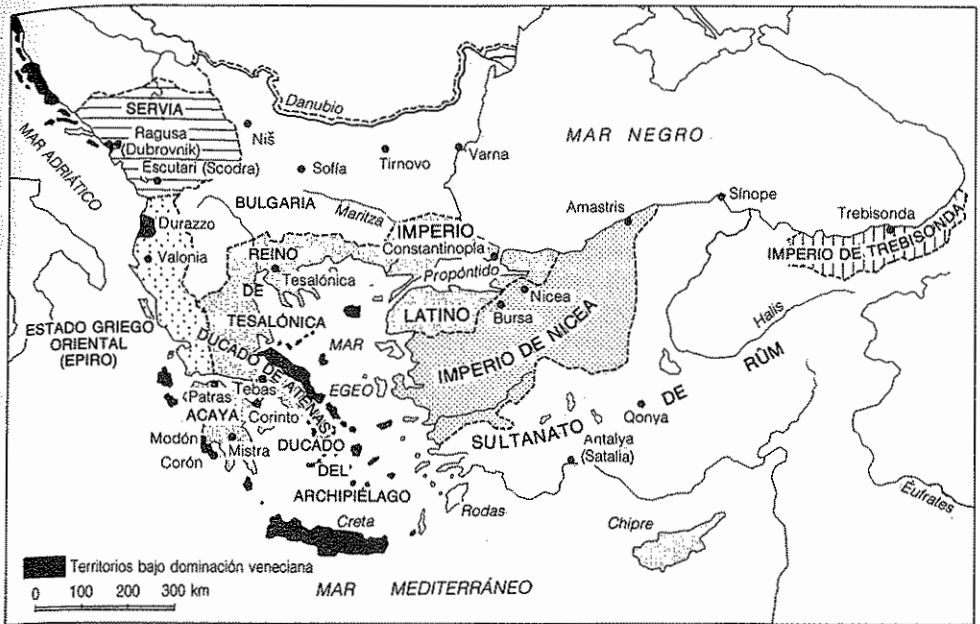 Danubio
MAR NEGRO
SERVIA
Ragusa
(Dubrovnik)
Escutari (Scodra)
Niš
Sofía
Tirnovo
Varna
MAR ADRIÁTICO
BULGARIA
Maritza
Durazzo
Valonia
IMPERIO
Constantinopla
LATINO
Propóntido
Amastris
Sínope
Trebisonda
IMPERIO DE TREBISONDA
REINO
DE
TESALÓNICA
Tesalónica
Nicea
Bursa
IMPERIO DE NICEA
Halis
ESTADO GRIEGO
ORIENTAL
(EPIRO)
DUCADO DE ATENAS
MAR
EGEO
Patras
Tebas
ACAYA
Corinto
Modón
Mistra
Corón
DUCADO
DEL
ARCHIPIÉLAGO
SULTANATO DE RŪM
Qonya
Antalya
(Satalia)
Creta
Rodas
Chipre
Éufrates
Territorios bajo dominación veneciana
0 100 200 300 km
MAR MEDITERRÁNEO